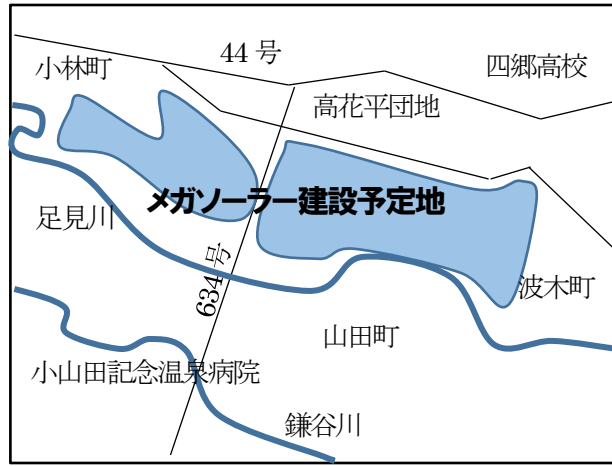 44号
四郷高校
小林町
高花平団地
メガソーラー建設予定地
足見川
634号
波木町
山田町
小山田記念温泉病院
鎌谷川